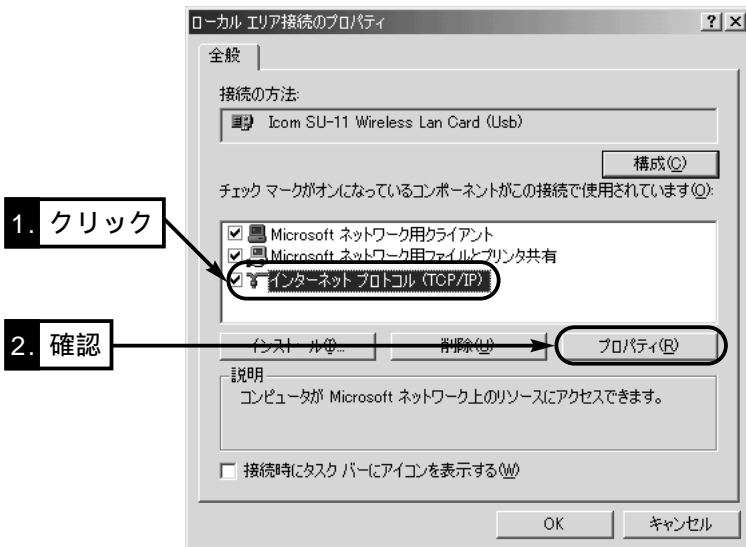 ローカル エリア接続のプロパティ
全般
接続の方法:
Icom SU-11 Wireless Lan Card (Usb)
構成(C)
チェック マークがオンになっているコンポーネントがこの接続で使用されています(O):
1. クリック
Microsoft ネットワーク用クライアント
Microsoft ネットワーク用ファイルとプリンタ共有
インターネット プロトコル (TCP/IP)
2. 確認
インストール(I)...
削除(U)
プロパティ(R)
説明
コンピュータが Microsoft ネットワーク上のリソースにアクセスできます。
接続時にタスク バーにアイコンを表示する(W)
OK
キャンセル